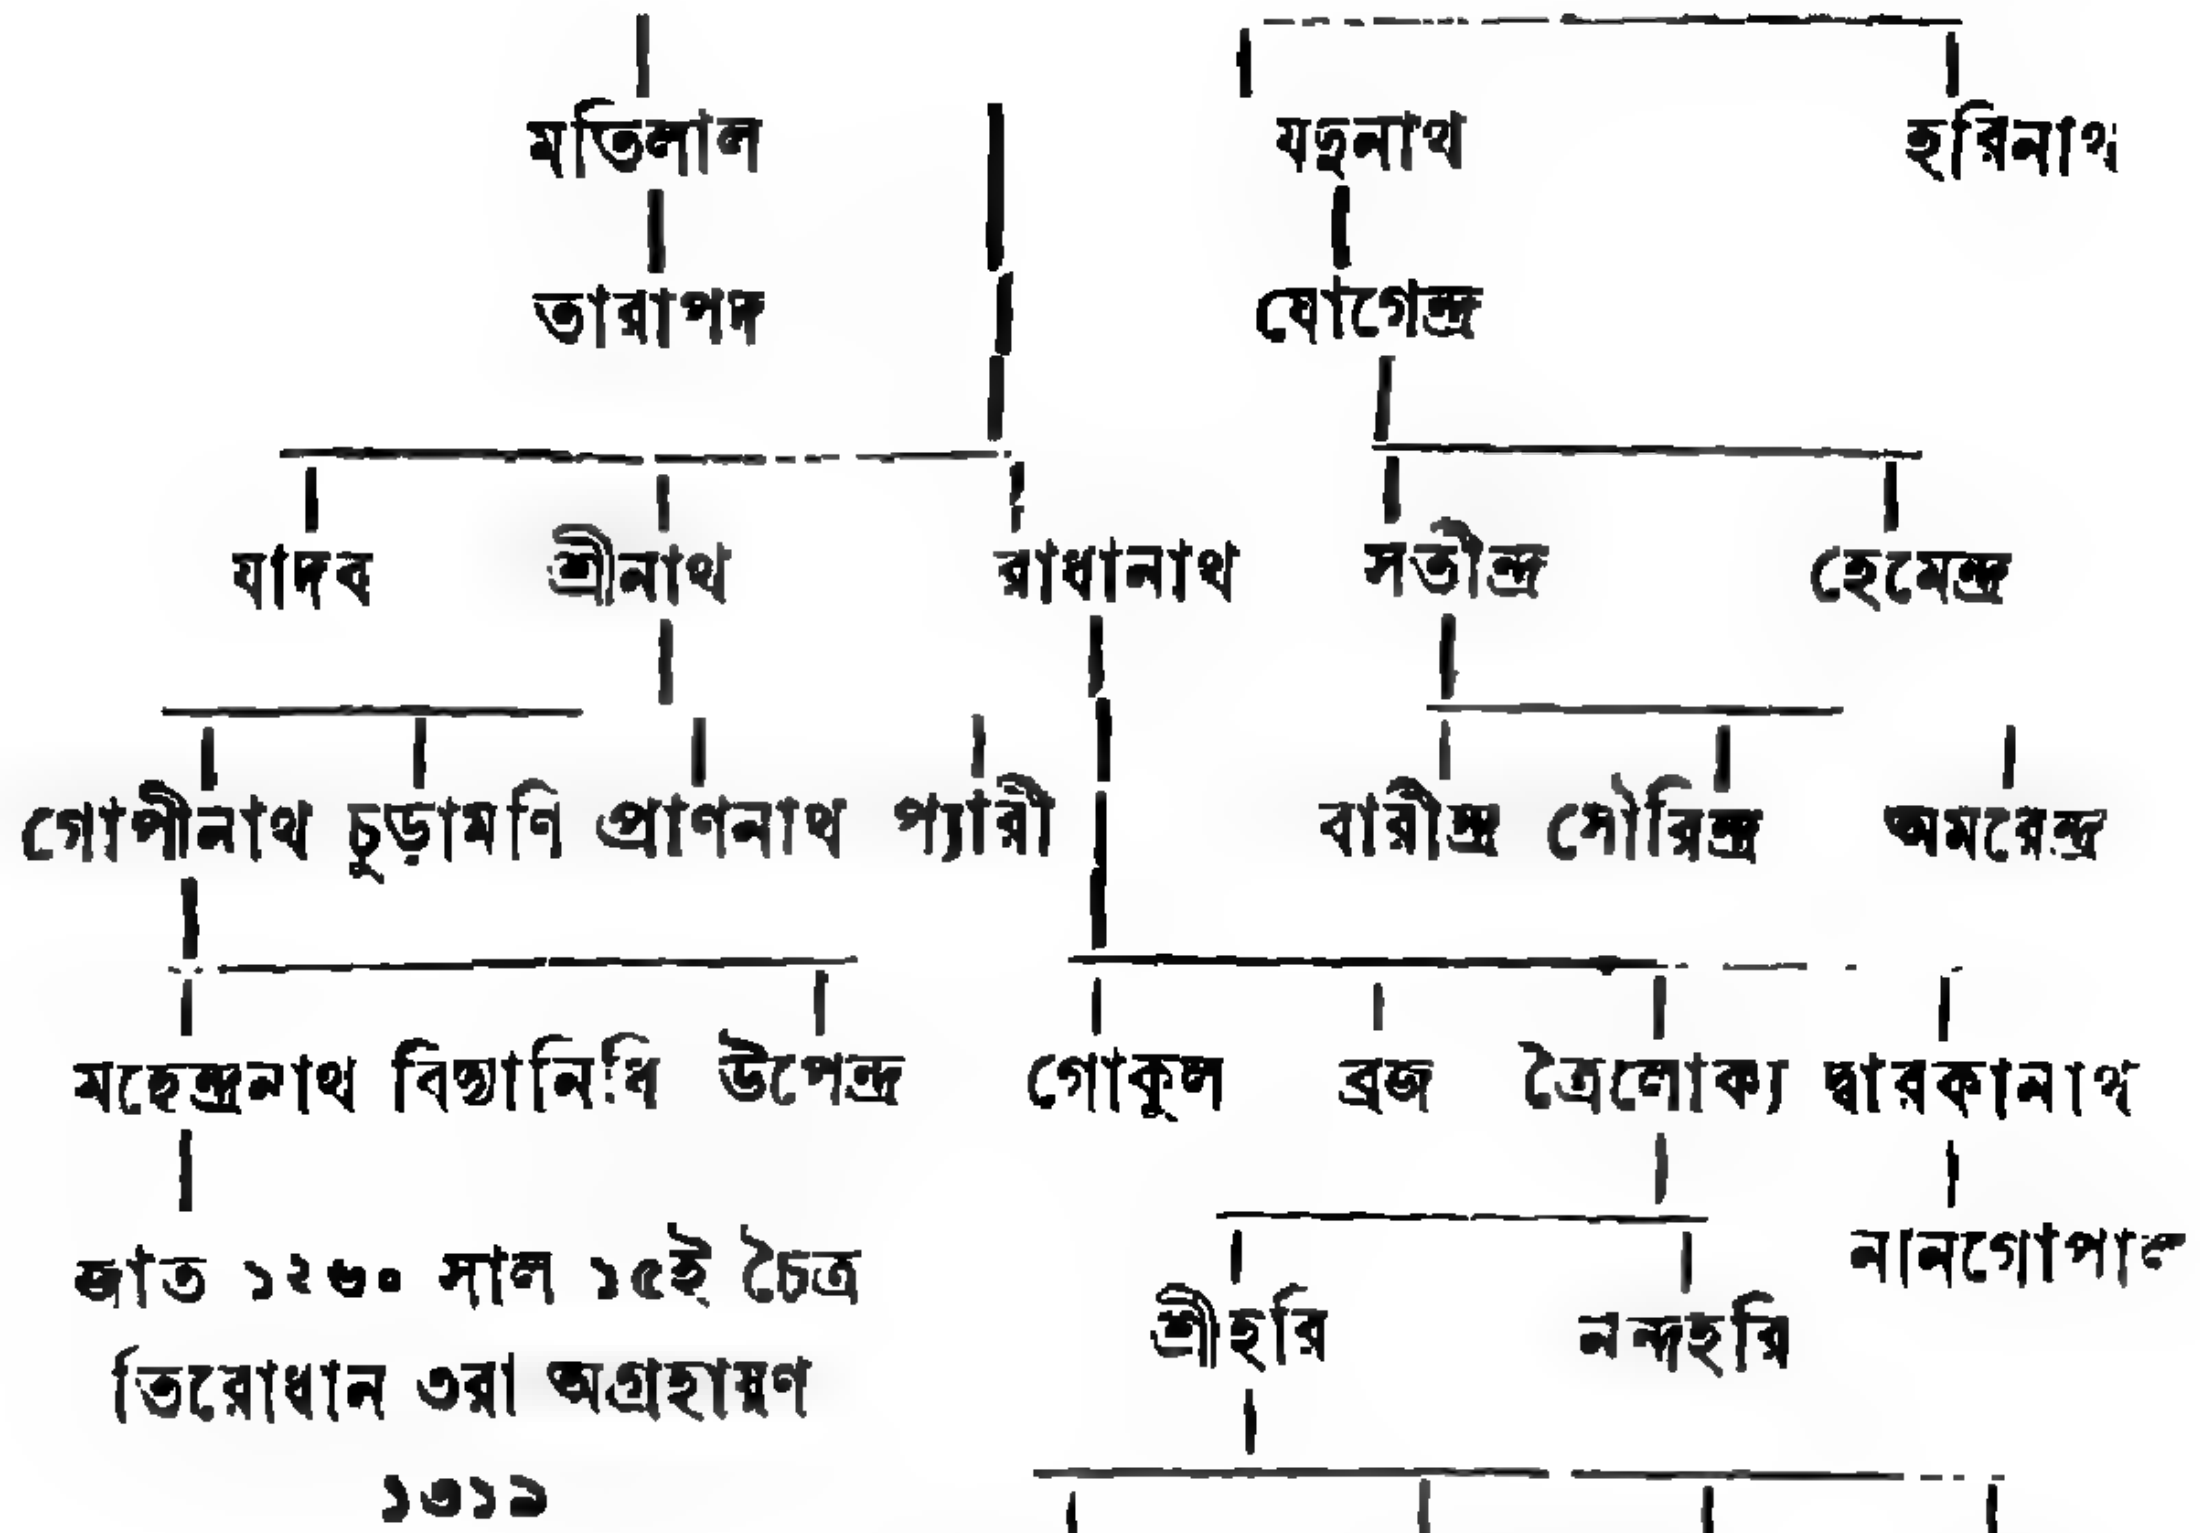 মতিলাল যদুনাথ হরিনাথ
তারাপদ যোগেন্দ্র
যাদব শ্রীনাথ রাধানাথ সতীন্দ্র হেমেন্দ্র
গোপীনাথ চুড়ামণি প্রাণনাথ প্যারী বারীন্দ্র সৌরিন্দ্র অমরেন্দ্র
মহেন্দ্রনাথ বিদ্যানিধি উপেন্দ্র গোকুল ব্রজ ত্রৈলোক্য দ্বারকানাথ
জাত ১২৬০ সাল ১৫ই চৈত্র ননিগোপাল
শ্রীহরি নন্দহরি
তিরোধান ৩রা অগ্রহায়ণ
১৩১৯